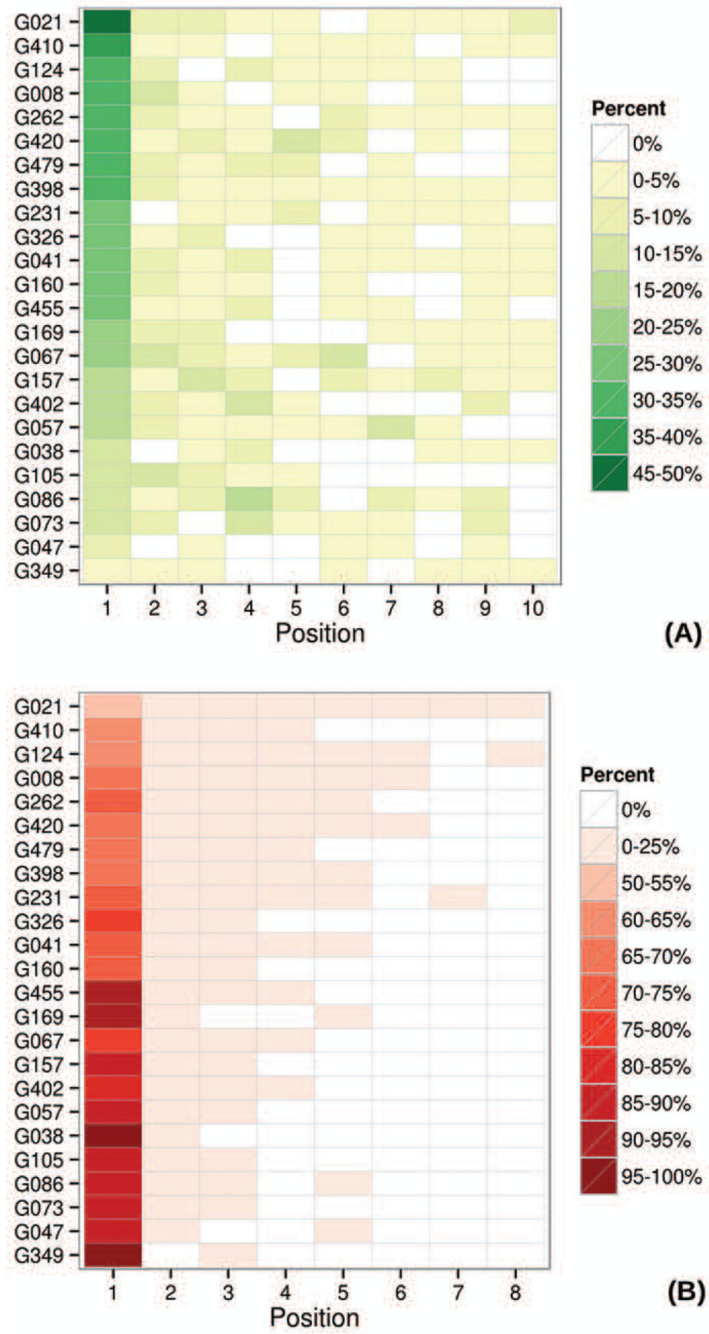 G021
G410
G124
G008
G262
G420
G479
G398
G231
G326
G041
G160
G455
G169
G067
G157
G402
G057
G038
G105
G086
G073
G047
G349
1 2 3 4 5 6 7 8 9 10
Position
Percent
0%
0-5%
5-10%
10-15%
15-20%
20-25%
25-30%
30-35%
35-40%
45-50%
(A)
G021
G410
G124
G008
G262
G420
G479
G398
G231
G326
G041
G160
G455
G169
G067
G157
G402
G057
G038
G105
G086
G073
G047
G349
1 2 3 4 5 6 7 8
Position
Percent
0%
0-25%
50-55%
60-65%
65-70%
70-75%
75-80%
80-85%
85-90%
90-95%
95-100%
(B)